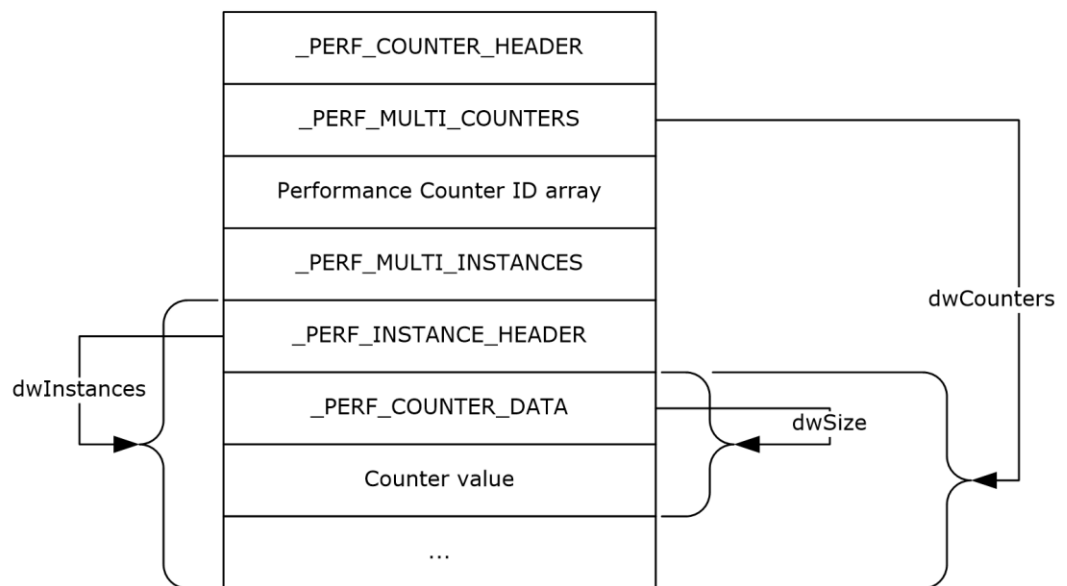 _PERF_COUNTER_HEADER
_PERF_MULTI_COUNTERS
Performance Counter ID array
_PERF_MULTI_INSTANCES
dwCounters
_PERF_INSTANCE_HEADER
dwInstances
_PERF_COUNTER_DATA
dwSize
Counter value
...